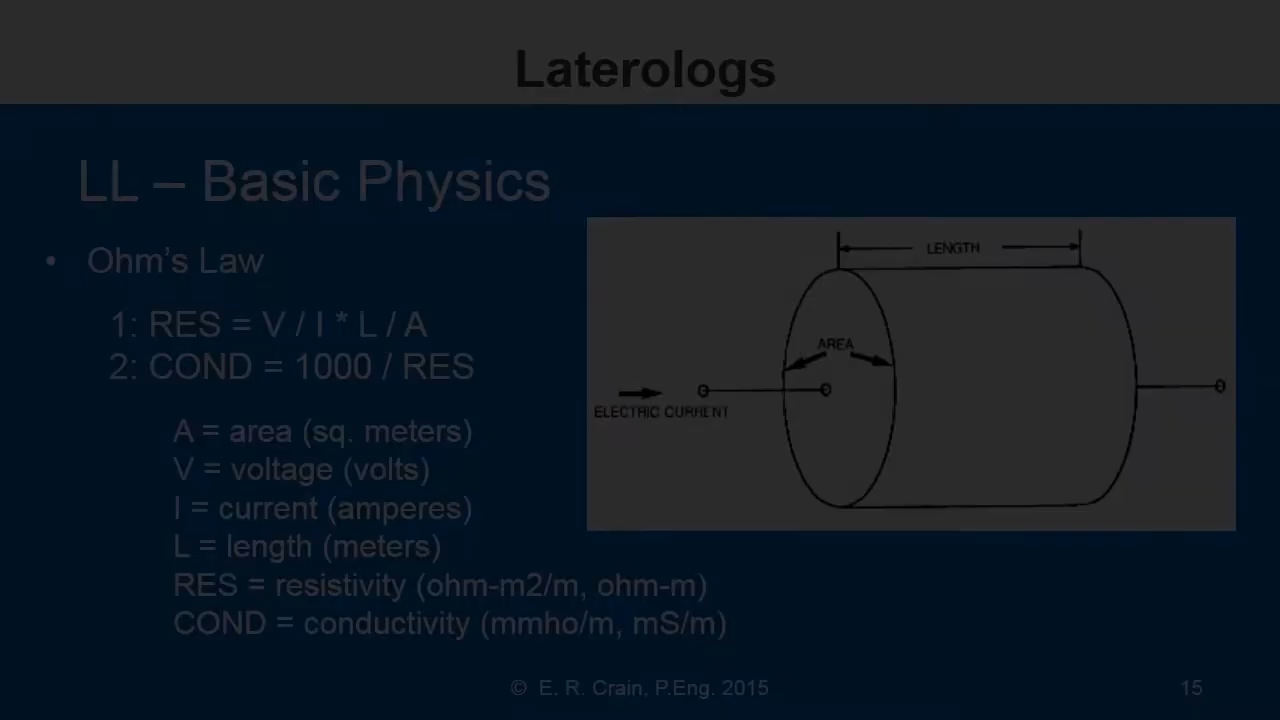 Laterologs
LL – Basic Physics
• Ohm's Law
1: RES = V / I * L / A
2: COND = 1000 / RES
A = area (sq. meters)
V = voltage (volts)
I = current (amperes)
L = length (meters)
RES = resistivity (ohm-m2/m, ohm-m)
COND = conductivity (mmho/m, mS/m)
LENGTH
AREA
ELECTRIC CURRENT
© E. R. Crain, P.Eng. 2015
15